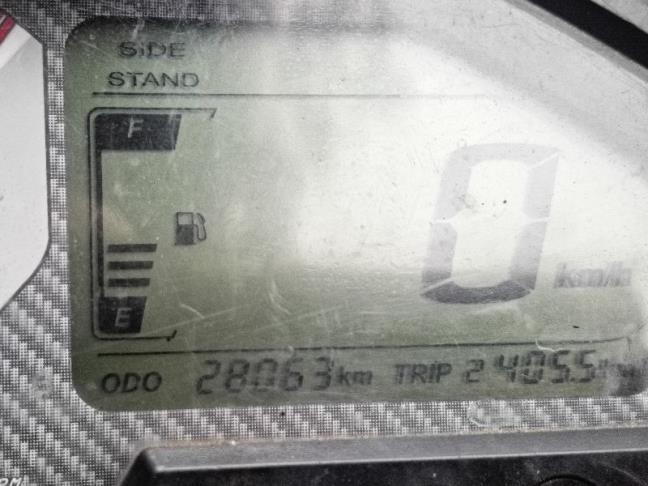 SIDE
STAND
F
0
km/h
E
ODO 28063 km TRIP 2 405.5